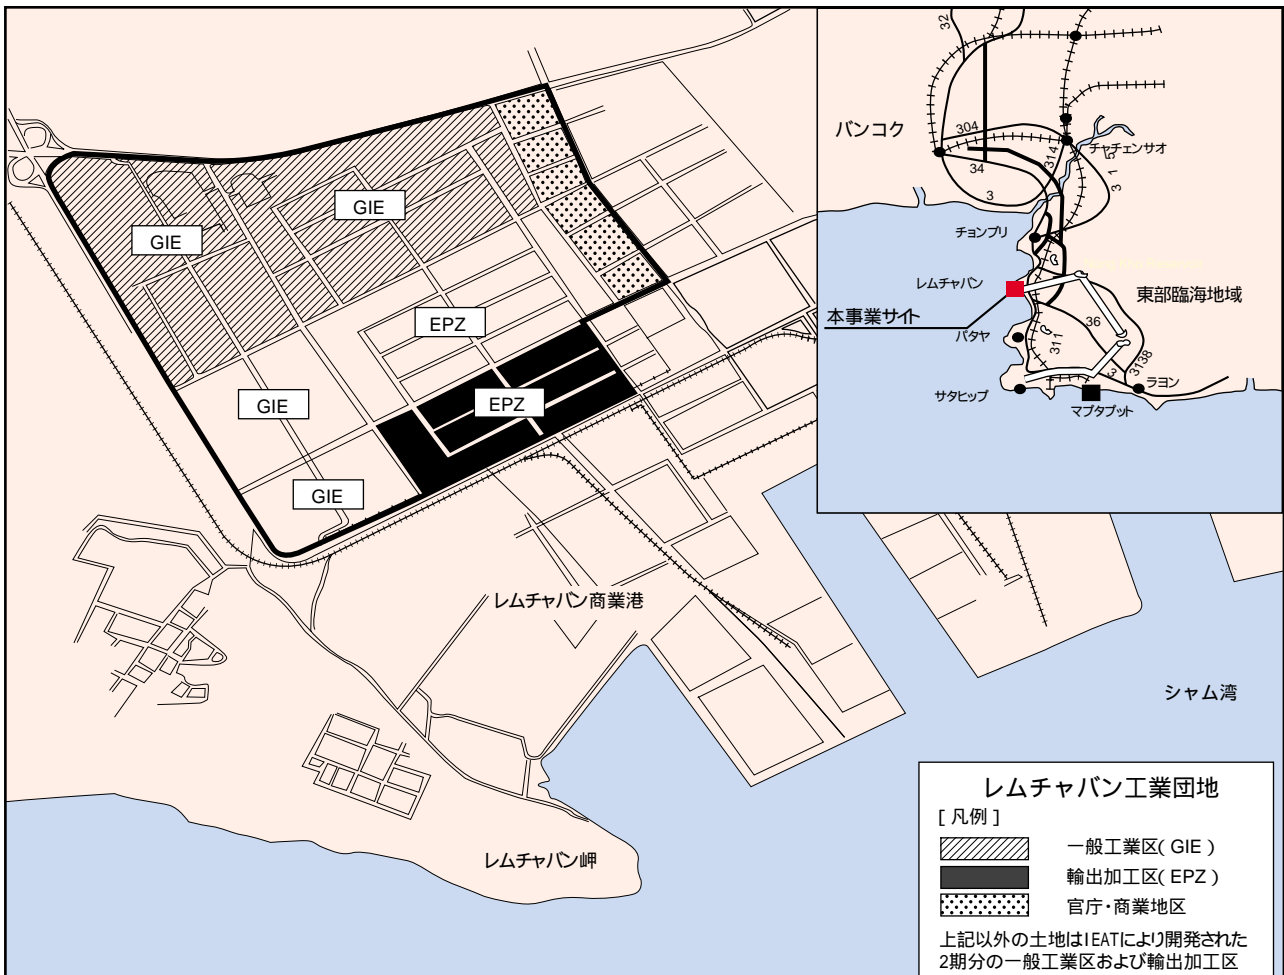 GIE
GIE
EPZ
EPZ
GIE
GIE
レムチャバン商業港
レムチャバン岬
シャム湾
バンコク
32
304
34
3
314
チャチェンサオ
315
チョンブリ
3
レムチャバン
東部臨海地域
本事業サイト
36
パタヤ
311
3
3138
サタヒップ
ラヨン
マプタプット
レムチャバン工業団地
[ 凡例 ]
一般工業区( GIE )
輸出加工区( EPZ )
官庁・商業地区
上記以外の土地はIEATにより開発された
2期分の一般工業区および輸出加工区